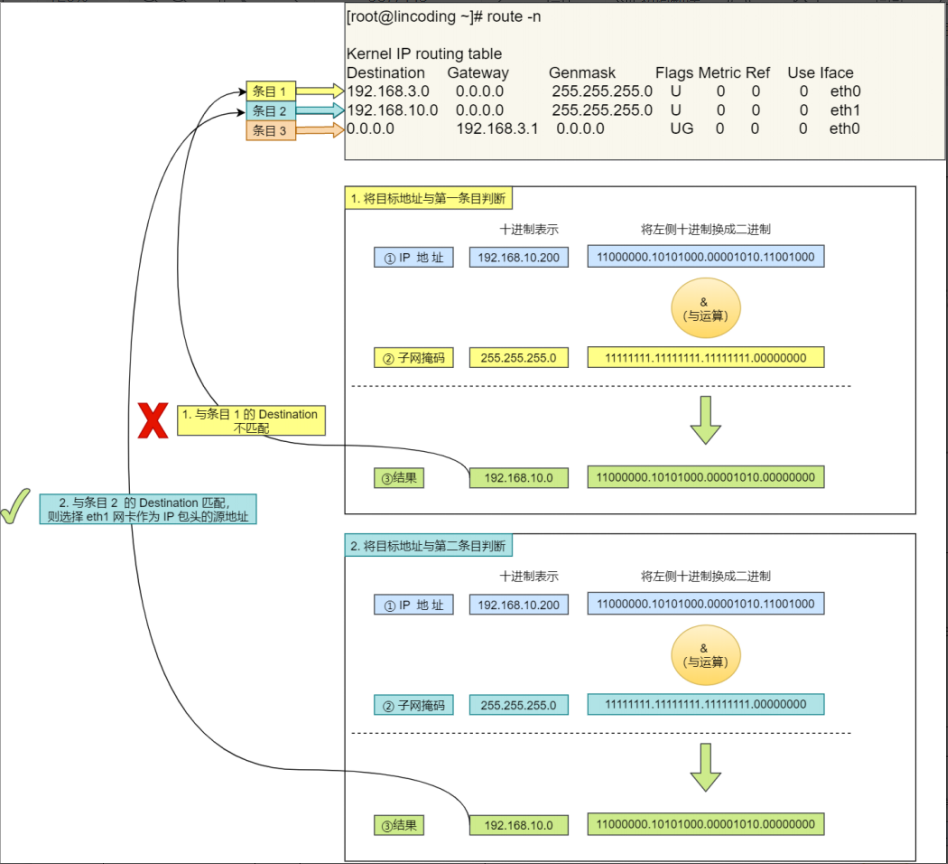 [root@lincoding ~]# route -n
Kernel IP routing table
Destination Gateway Genmask Flags Metric Ref Use Iface
条目 1 192.168.3.0 0.0.0.0 255.255.255.0 U 0 0 0 eth0
条目 2 192.168.10.0 0.0.0.0 255.255.255.0 U 0 0 0 eth1
条目 3 0.0.0.0 192.168.3.1 0.0.0.0 UG 0 0 0 eth0
1. 将目标地址与第一条目判断
十进制表示 将左侧十进制换成二进制
① IP 地 址 192.168.10.200 11000000.10101000.00001010.11001000
&
(与运算)
② 子网掩码 255.255.255.0 11111111.11111111.11111111.00000000
1. 与条目 1 的 Destination
不匹配
③结果 192.168.10.0 11000000.10101000.00001010.00000000
2. 与条目 2 的 Destination 匹配，
则选择 eth1 网卡作为 IP 包头的源地址
2. 将目标地址与第二条目判断
十进制表示 将左侧十进制换成二进制
① IP 地 址 192.168.10.200 11000000.10101000.00001010.11001000
&
(与运算)
② 子网掩码 255.255.255.0 11111111.11111111.11111111.00000000
③结果 192.168.10.0 11000000.10101000.00001010.00000000